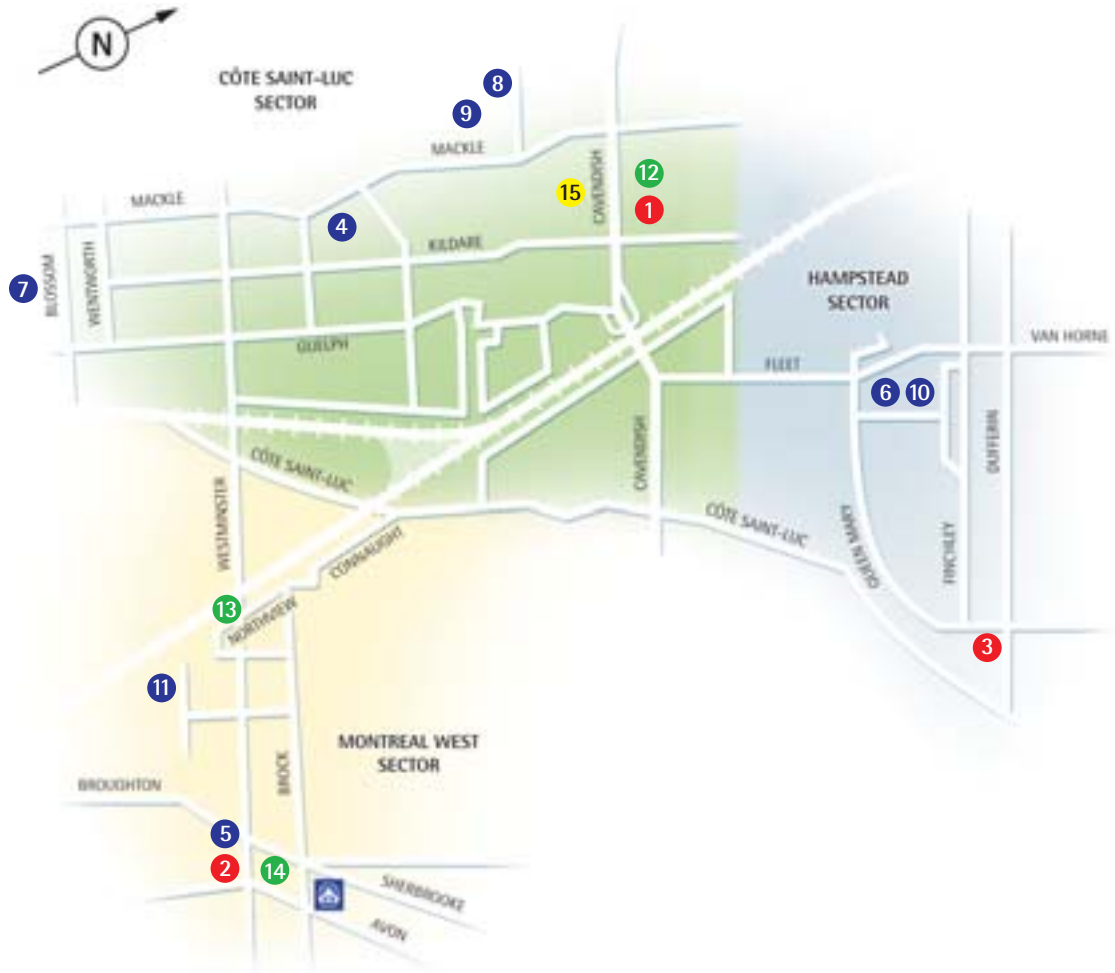 N
CÔTE SAINT-LUC
SECTOR
8
9
MACKLE
CAVENDISH
12
15
1
MACKLE
4
KILDARE
BLOSSOM
WENTWORTH
7
HAMPSTEAD
SECTOR
GUELPH
VAN HORNE
FLEET
6
10
DUFFERIN
CAVENDISH
CÔTE SAINT-LUC
WESTMINSTER
CÔTE SAINT-LUC
QUEEN MARY
FINCHLEY
CONNAUGHT
13
NORTHVIEW
3
11
MONTREAL WEST
SECTOR
BROUGHTON
BROCK
5
2
14
SHERBROOKE
AVON